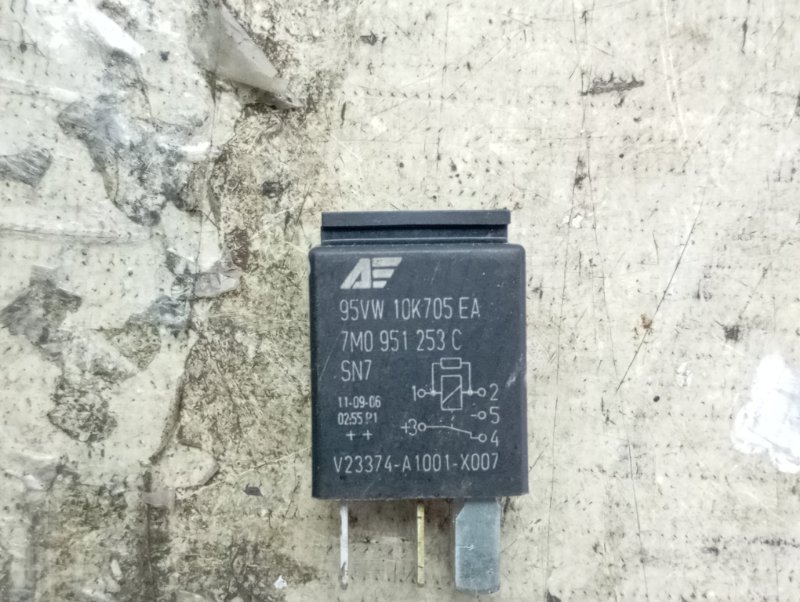 AF
95VW 10K705 EA
7M0 951 253 C
SN7
1 2
11-09-06
5
02:55 P1
+3
4
++
V23374-A1001-X007